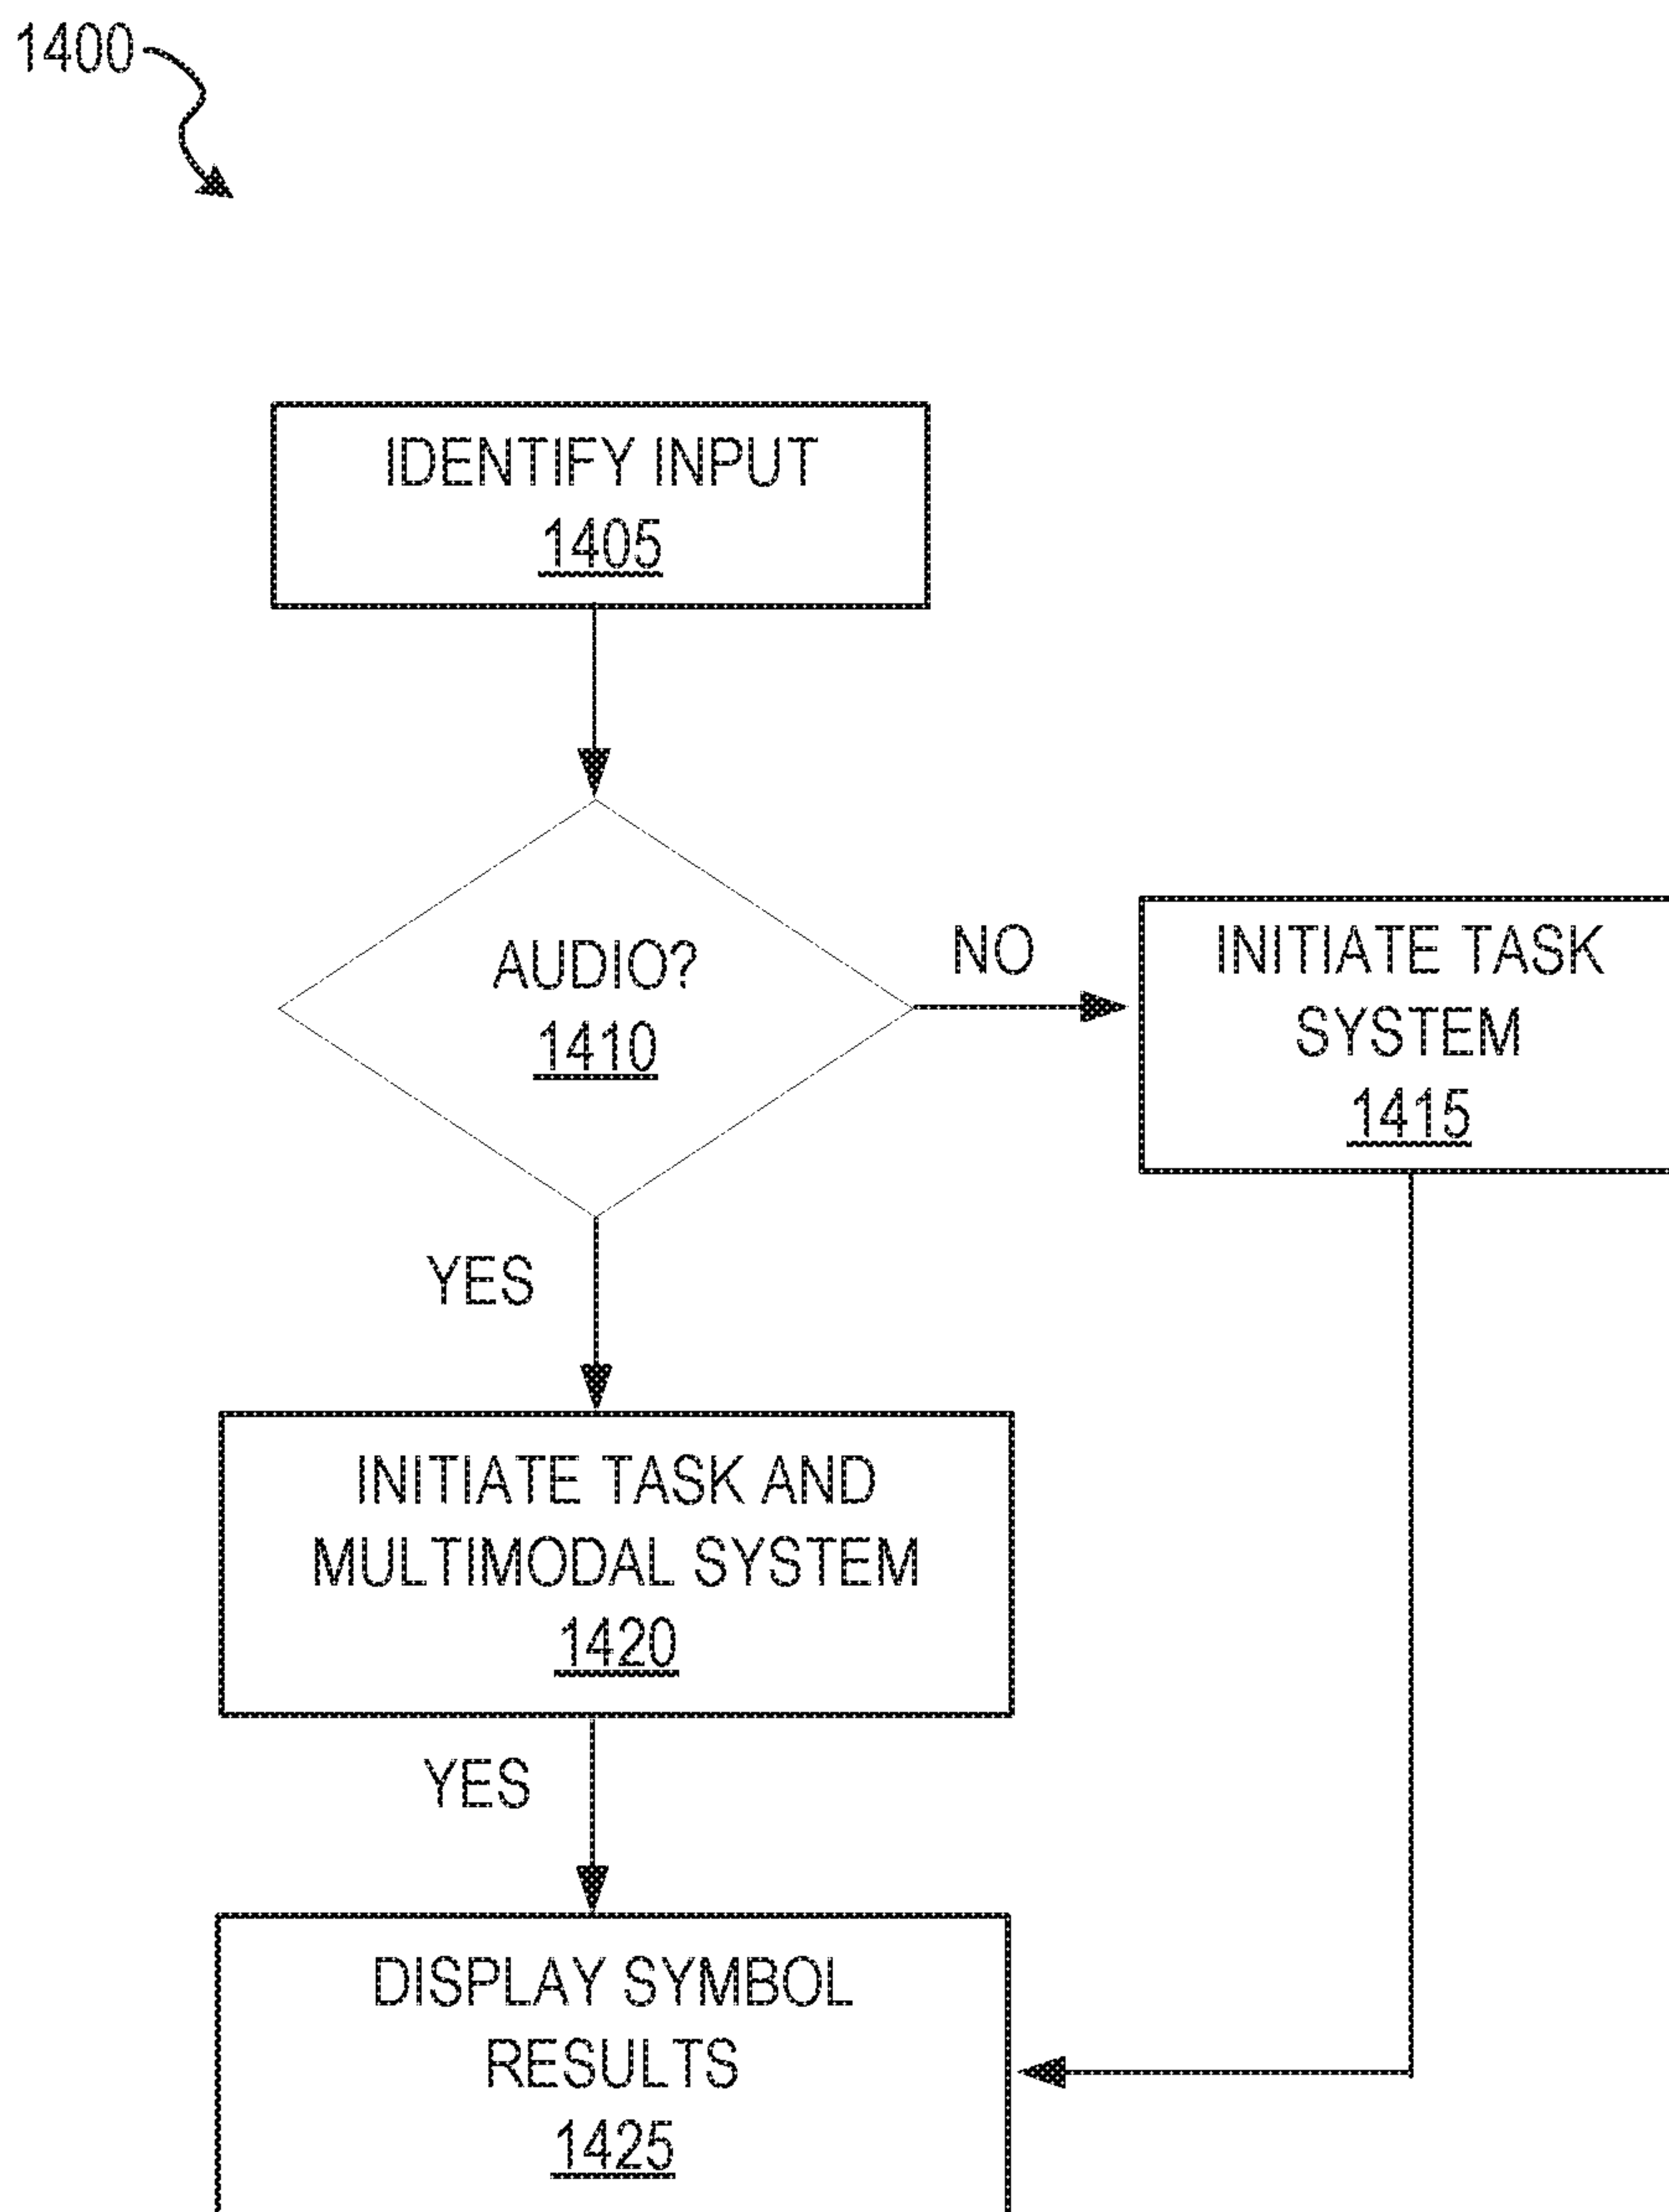 1400
IDENTIFY INPUT
1405
AUDIO?
1410
NO
INITIATE TASK
SYSTEM
1415
YES
INITIATE TASK AND
MULTIMODAL SYSTEM
1420
YES
DISPLAY SYMBOL
RESULTS
1425